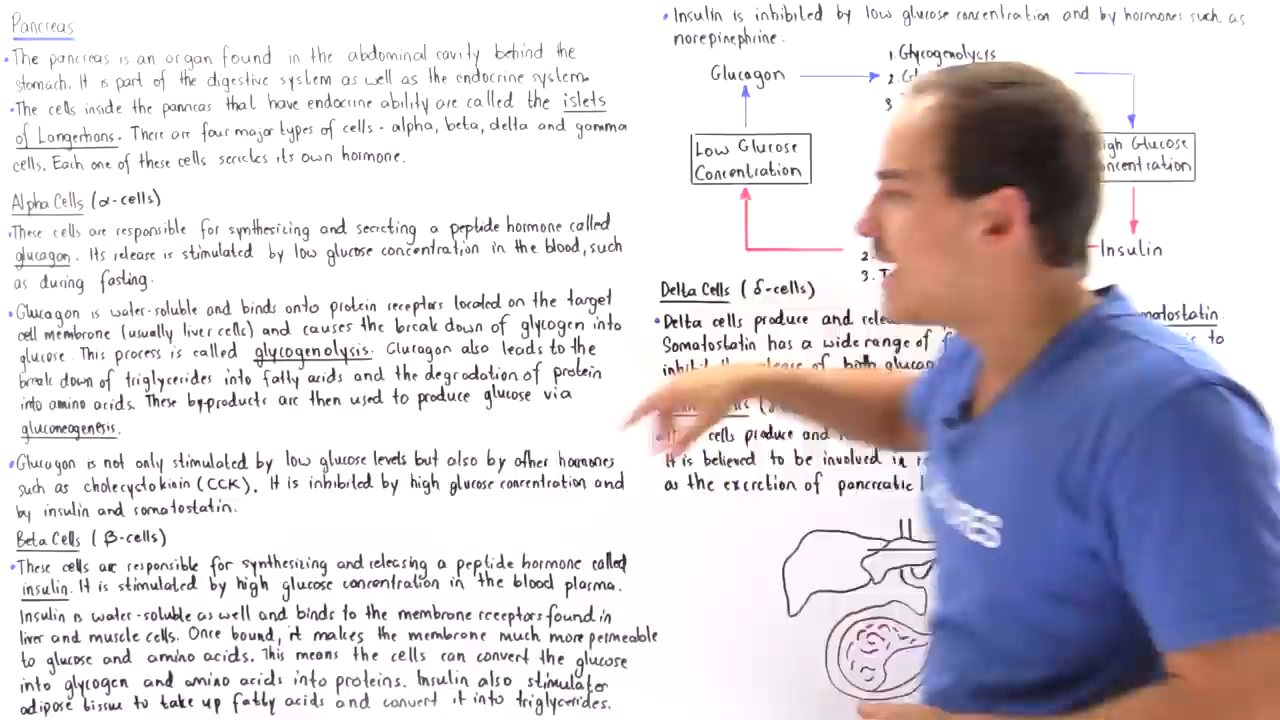 Pancreas
• The pancreas is an organ found in the abdominal cavity behind the
stomach. It is part of the digestive system as well as the endocrine system.
• The cells inside the pancreas that have endocrine ability are called the islets
of Langerhans. There are four major types of cells - alpha, beta, delta and gamma
cells. Each one of these cells secretes its own hormone.
Alpha Cells (α-cells)
• These cells are responsible for synthesizing and secreting a peptide hormone called
glucagon. Its release is stimulated by low glucose concentration in the blood, such
as during fasting.
• Glucagon is water-soluble and binds onto protein receptors located on the target
cell membrane (usually liver cells) and causes the break down of glycogen into
glucose. This process is called glycogenolysis. Glucagon also leads to the
break down of triglycerides into fatty acids and the degradation of protein
into amino acids. These byproducts are then used to produce glucose via
gluconeogenesis.
• Glucagon is not only stimulated by low glucose levels but also by other hormones
such as cholecystokinin (CCK). It is inhibited by high glucose concentration and
by insulin and somatostatin.
Beta Cells (β-cells)
• These cells are responsible for synthesizing and releasing a peptide hormone called
insulin. It is stimulated by high glucose concentration in the blood plasma.
Insulin is water-soluble as well and binds to the membrane receptors found in
liver and muscle cells. Once bound, it makes the membrane much more permeable
to glucose and amino acids. This means the cells can convert the glucose
into glycogen and amino acids into proteins. Insulin also stimulates
adipose tissue to take up fatty acids and convert it into triglycerides.
• Insulin is inhibited by low glucose concentration and by hormones such as
norepinephrine.
Glucagon
1. Glycogenolysis
2.
3.
Low Glucose
Concentration
Glucose
Insulin
2.
3.
Delta Cells (δ-cells)
• Delta cells produce and
Somatostatin has a wide range of
of both
to
cells produce and
It is believed to be involved in
as the excretion of pancreatic